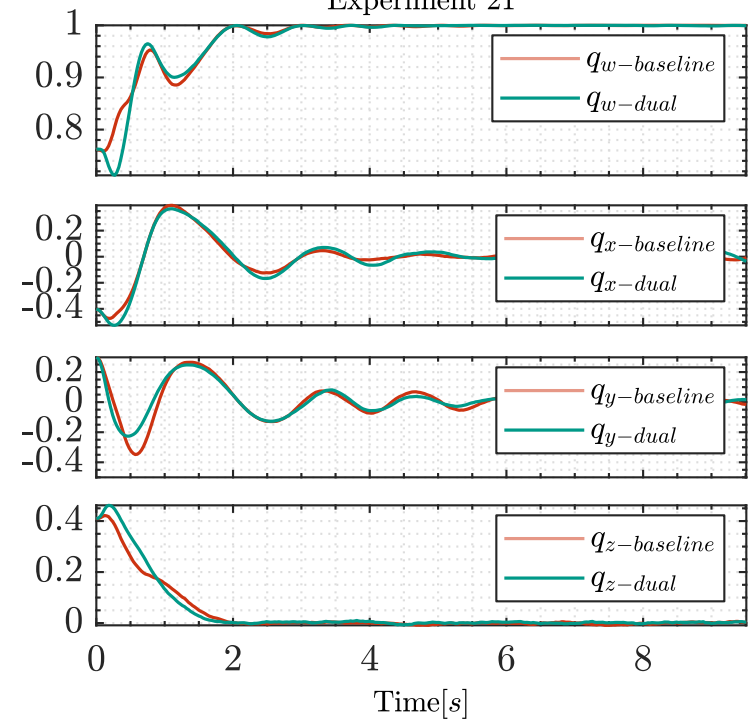 Experiment 21
1
0.9
0.8
q_{w-baseline}
q_{w-dual}
0.2
0
-0.2
-0.4
q_{x-baseline}
q_{x-dual}
0.2
0
-0.2
-0.4
q_{y-baseline}
q_{y-dual}
0.4
0.2
0
q_{z-baseline}
q_{z-dual}
0 2 4 6 8
Time[s]